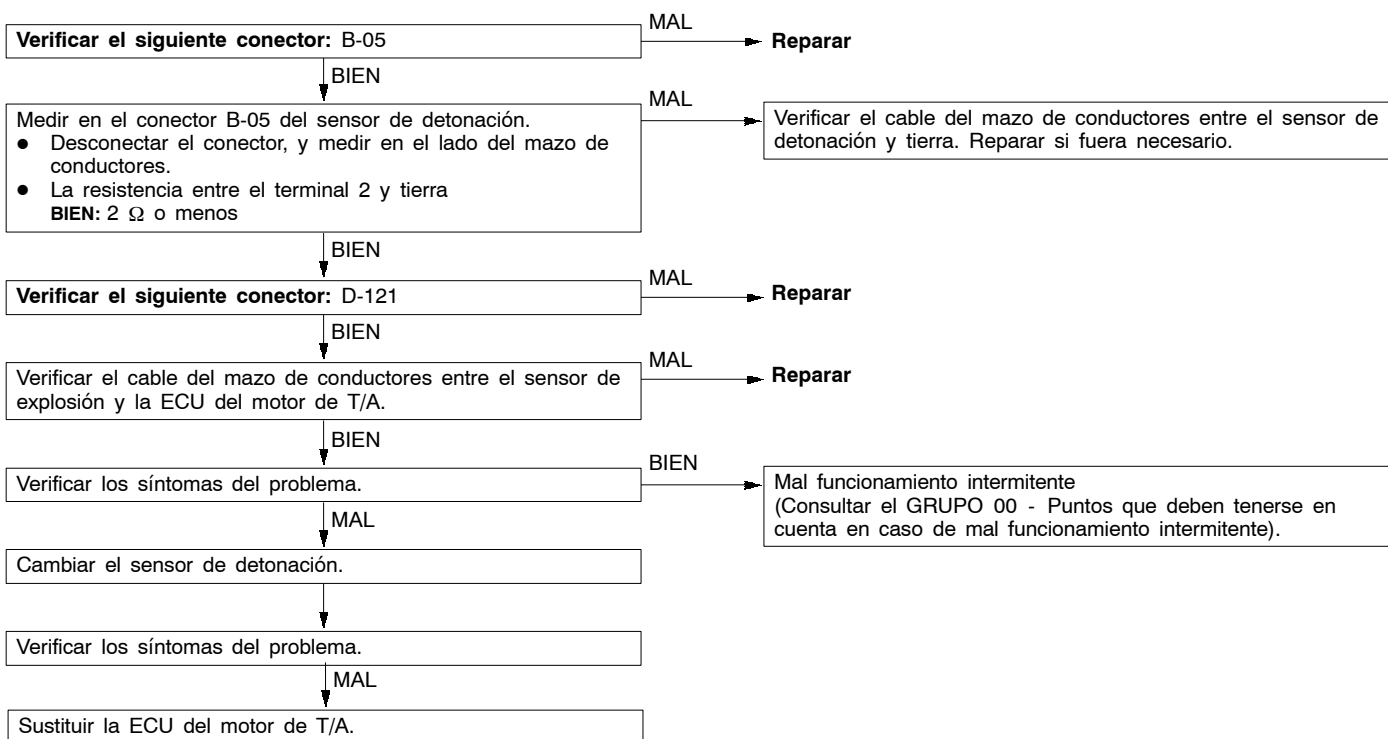 Verificar el siguiente conector: B-05
MAL
Reparar
BIEN
Medir en el conector B-05 del sensor de detonación.
● Desconectar el conector, y medir en el lado del mazo de
conductores.
● La resistencia entre el terminal 2 y tierra
BIEN: 2 Ω o menos
MAL
Verificar el cable del mazo de conductores entre el sensor de
detonación y tierra. Reparar si fuera necesario.
BIEN
Verificar el siguiente conector: D-121
MAL
Reparar
BIEN
Verificar el cable del mazo de conductores entre el sensor de
explosión y la ECU del motor de T/A.
MAL
Reparar
BIEN
Verificar los síntomas del problema.
BIEN
Mal funcionamiento intermitente
(Consultar el GRUPO 00 - Puntos que deben tenerse en
cuenta en caso de mal funcionamiento intermitente).
MAL
Cambiar el sensor de detonación.
Verificar los síntomas del problema.
MAL
Sustituir la ECU del motor de T/A.